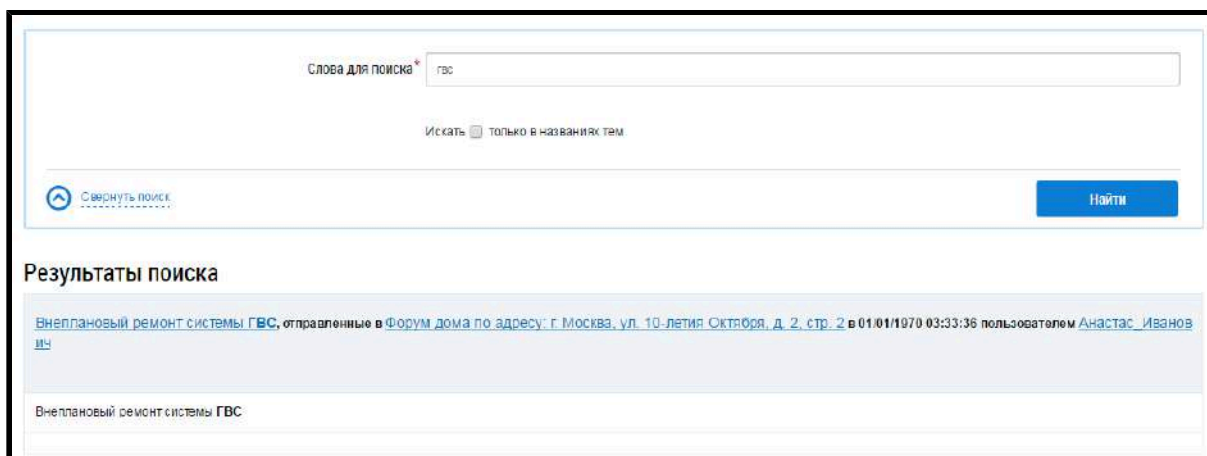 Слова для поиска*
гвс
Искать только в названиях тем
Свернуть поиск
Найти
Результаты поиска
Внеплановый ремонт системы ГВС, отправленные в Форум дома по адресу: г. Москва, ул. 10-летия Октября, д. 2, стр. 2 в 01/01/1970 03:33:36 пользователем Анастас_Иванов
ич
Внеплановый ремонт системы ГВС